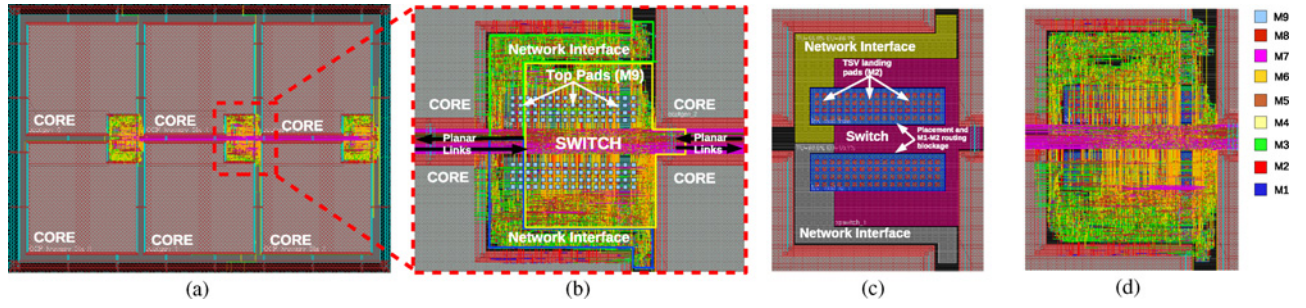 CORE
CORE
CORE
CORE
CORE
CORE
(a)
Network Interface
Top Pads (M9)
CORE
CORE
Planar
Links
SWITCH
Planar
Links
CORE
CORE
Network Interface
(b)
Network Interface
TSV landing
pads (M2)
Switch
Placement and
M1-M2 routing
blockage
Network Interface
(c)
(d)
M9
M8
M7
M6
M5
M4
M3
M2
M1